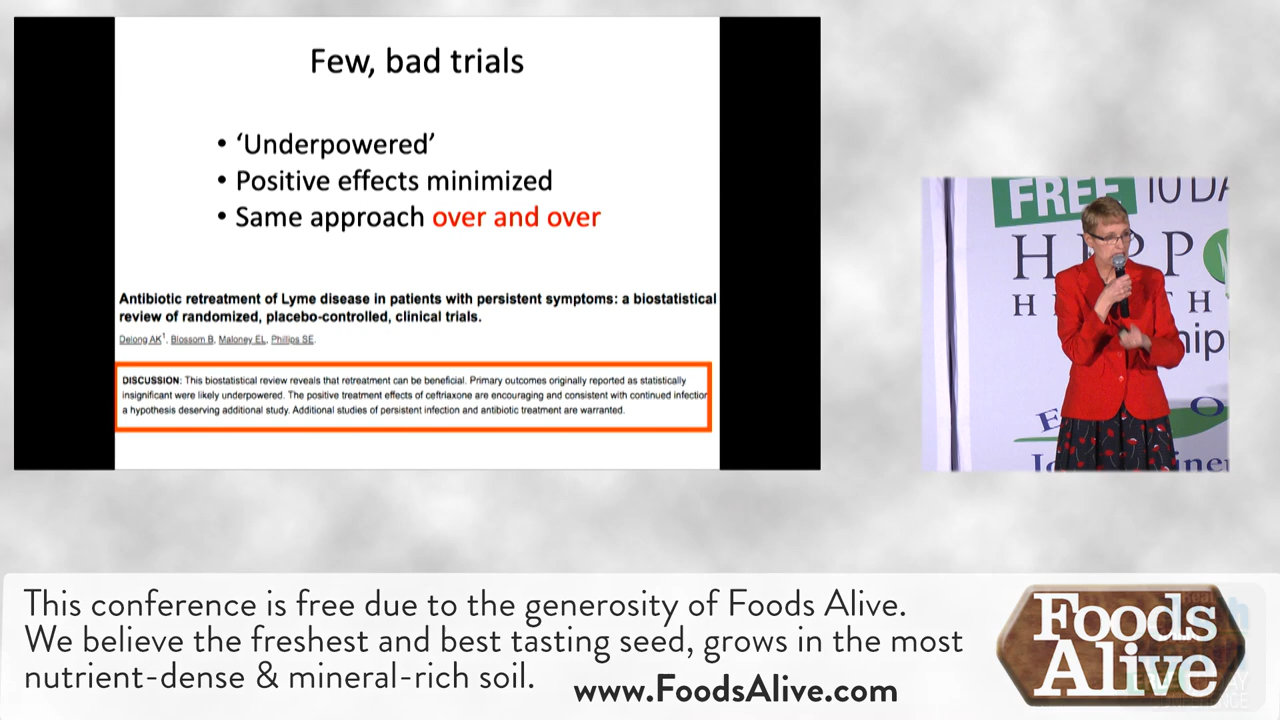 Few, bad trials
• ‘Underpowered’
• Positive effects minimized
• Same approach over and over
Antibiotic retreatment of Lyme disease in patients with persistent symptoms: a biostatistical
review of randomized, placebo-controlled, clinical trials.
Delong AK1, Blossom B, Maloney EL, Phillips SE.
DISCUSSION: This biostatistical review reveals that retreatment can be beneficial. Primary outcomes originally reported as statistically
insignificant were likely underpowered. The positive treatment effects of ceftriaxone are encouraging and consistent with continued infection
a hypothesis deserving additional study. Additional studies of persistent infection and antibiotic treatment are warranted.
FREE 10 DA
H PP
H H
hip
E O
Jo ine
This conference is free due to the generosity of Foods Alive.
We believe the freshest and best tasting seed, grows in the most
nutrient-dense & mineral-rich soil.
www.FoodsAlive.com
Foods
Alive